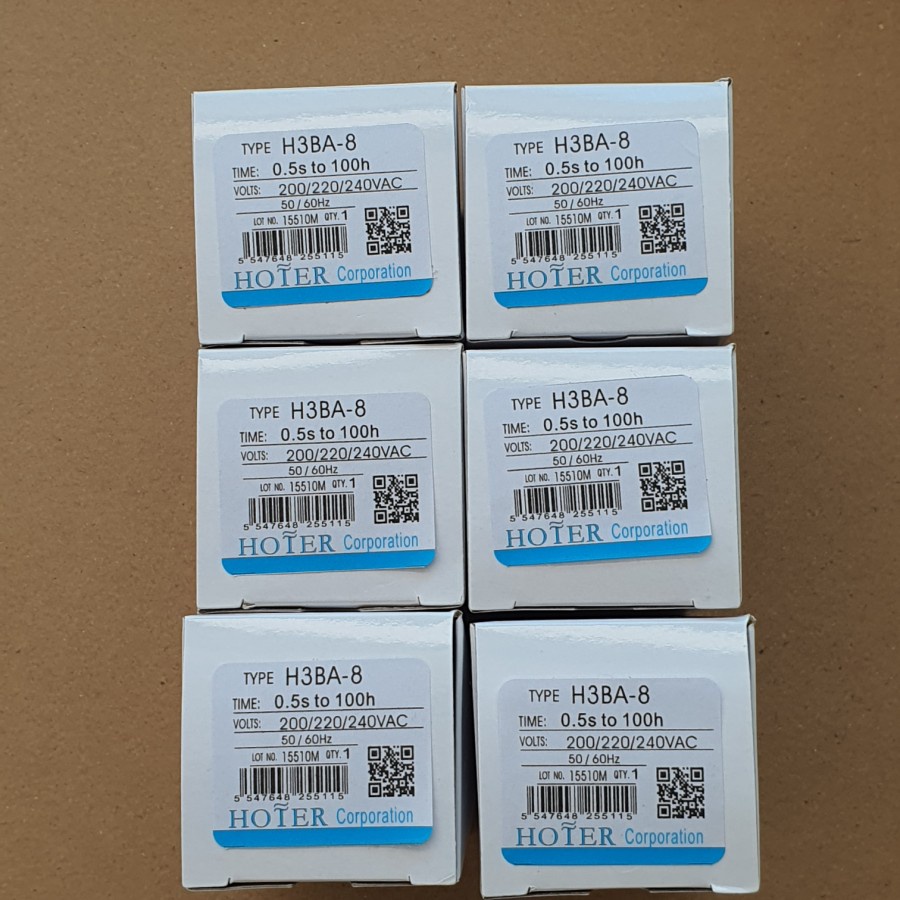 TYPE H3BA-8
TIME: 0.5s to 100h
VOLTS: 200/220/240VAC
50 / 60Hz
LOT NO. 15510M QTY. 1
5 547648 255115
HOTER Corporation
TYPE H3BA-8
TIME: 0.5s to 100h
VOLTS: 200/220/240VAC
50 / 60Hz
LOT NO. 15510M QTY. 1
5 547648 255115
HOTER Corporation
TYPE H3BA-8
TIME: 0.5s to 100h
VOLTS: 200/220/240VAC
50 / 60Hz
LOT NO. 15510M QTY. 1
5 547648 255115
HOTER Corporation
TYPE H3BA-8
TIME: 0.5s to 100h
VOLTS: 200/220/240VAC
50 / 60Hz
LOT NO. 15510M QTY. 1
5 547648 255115
HOTER Corporation
TYPE H3BA-8
TIME: 0.5s to 100h
VOLTS: 200/220/240VAC
50 / 60Hz
LOT NO. 15510M QTY. 1
5 547648 255115
HOTER Corporation
TYPE H3BA-8
TIME: 0.5s to 100h
VOLTS: 200/220/240VAC
50 / 60Hz
LOT NO. 15510M QTY. 1
5 547648 255115
HOTER Corporation